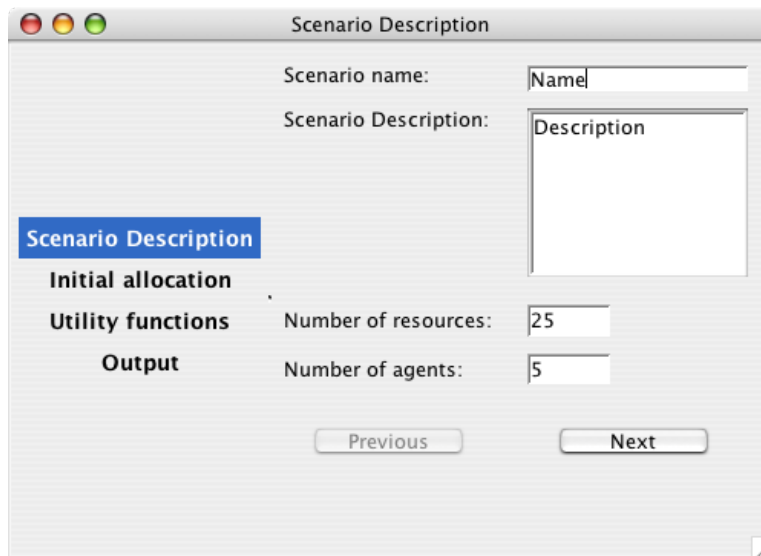 Scenario Description
Scenario name:
Name
Scenario Description:
Description
Scenario Description
Initial allocation
Utility functions
Output
Number of resources:
25
Number of agents:
5
Previous
Next